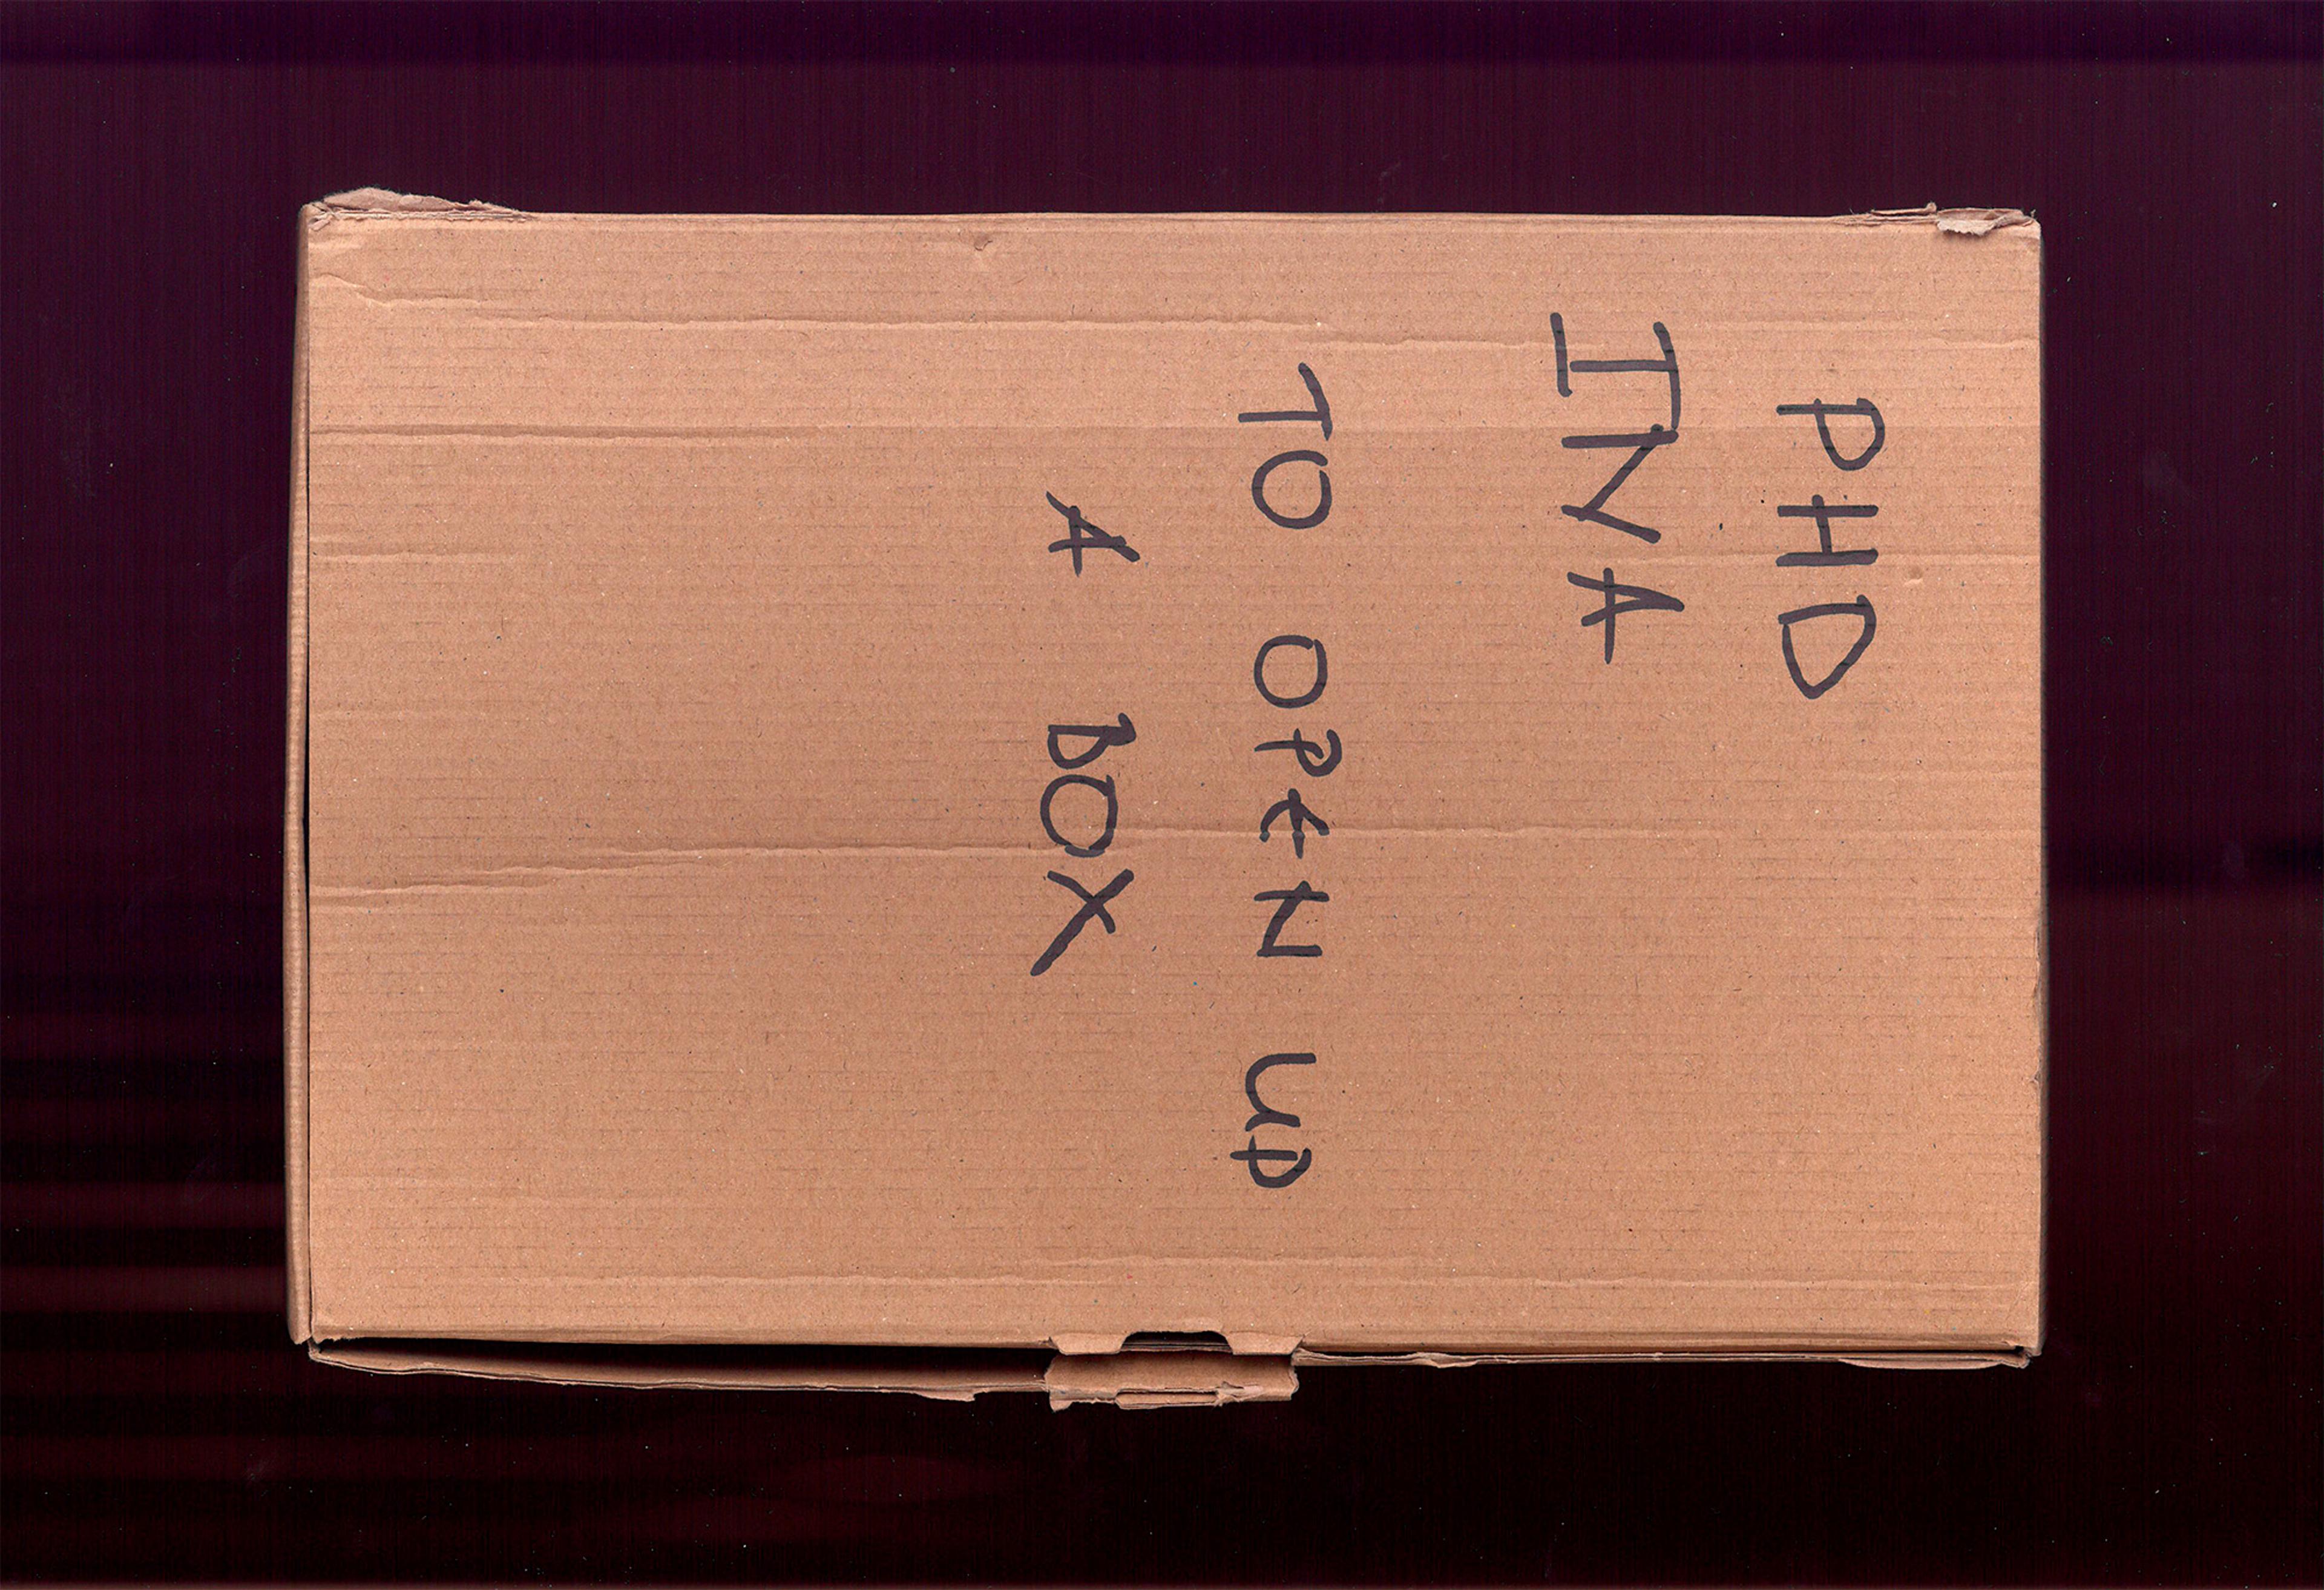 PHD
INA
TO OPEN UP
A BOX